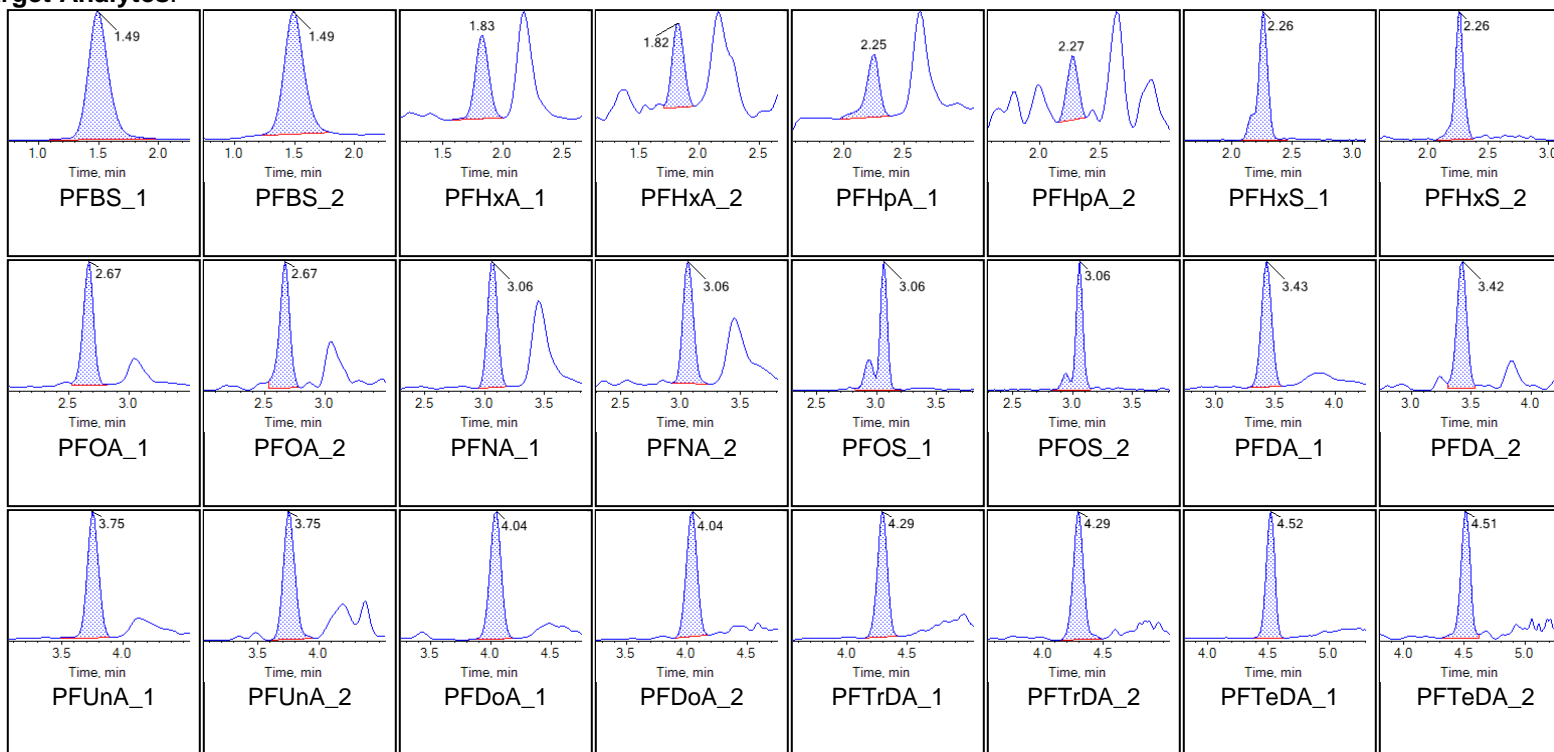 rget Analytes:
1.49 1.49 1.83 1.82 2.25 2.27 2.26 2.26
1.0 1.5 2.0 1.0 1.5 2.0 1.5 2.0 2.5 1.5 2.0 2.5 2.0 2.5 2.0 2.5 2.0 2.5 3.0 2.0 2.5 3.0
Time, min Time, min Time, min Time, min Time, min Time, min Time, min Time, min
PFBS_1 PFBS_2 PFHxA_1 PFHxA_2 PFHpA_1 PFHpA_2 PFHxS_1 PFHxS_2
2.67 2.67 3.06 3.06 3.06 3.06 3.43 3.42
2.5 3.0 2.5 3.0 3.0 3.5 3.0 3.5 2.5 3.0 3.5 2.5 3.0 3.5 3.0 3.5 4.0 3.0 3.5 4.0
Time, min Time, min Time, min Time, min Time, min Time, min Time, min Time, min
PFOA_1 PFOA_2 PFNA_1 PFNA_2 PFOS_1 PFOS_2 PFDA_1 PFDA_2
3.75 3.75 4.04 4.04 4.29 4.29 4.52 4.51
3.5 4.0 3.5 4.0 3.5 4.0 4.5 3.5 4.0 4.5 4.0 4.5 4.0 4.5 4.0 4.5 5.0 4.0 4.5 5.0
Time, min Time, min Time, min Time, min Time, min Time, min Time, min Time, min
PFUnA_1 PFUnA_2 PFDoA_1 PFDoA_2 PFTrDA_1 PFTrDA_2 PFTeDA_1 PFTeDA_2